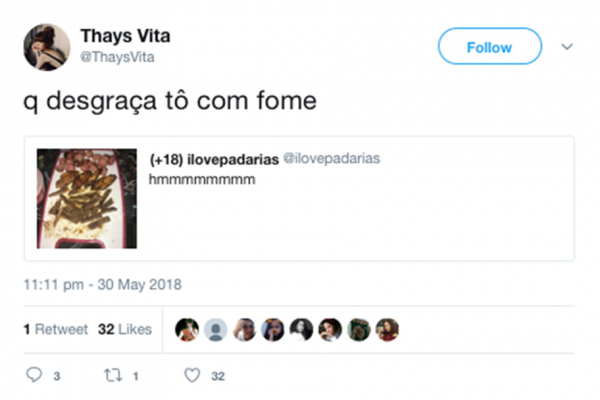 Thays Vita
@ThaysVita
Follow
q desgraça tô com fome
(+18) ilovepadarias @ilovepadarias
hmmmmmmmm
11:11 pm - 30 May 2018
1 Retweet 32 Likes
3 1 32